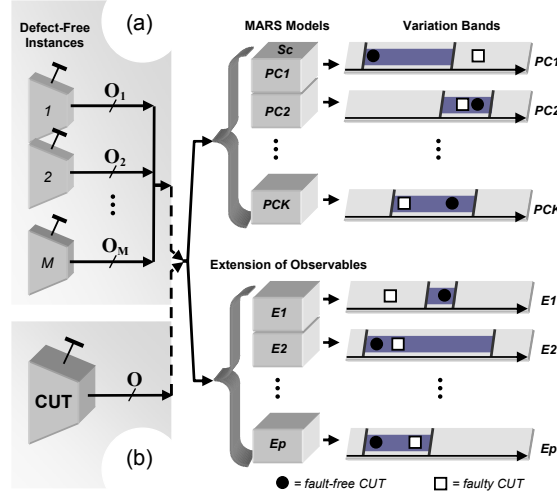 Defect-Free
Instances
(a)
MARS Models
Variation Bands
1
O1
2
O2
M
OM
Sc
PC1
PC2
PCK
PC1
PC2
PCK
Extension of Observables
CUT
O
(b)
E1
E2
Ep
E1
E2
Ep
= fault-free CUT
= faulty CUT